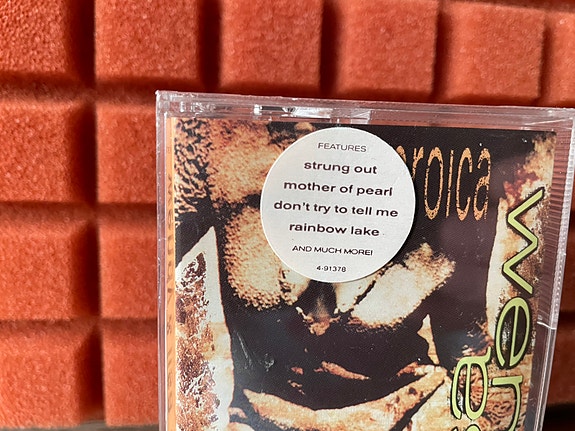 FEATURES
strung out
mother of pearl
don't try to tell me
rainbow lake
AND MUCH MORE!
4-91378
roica
wen